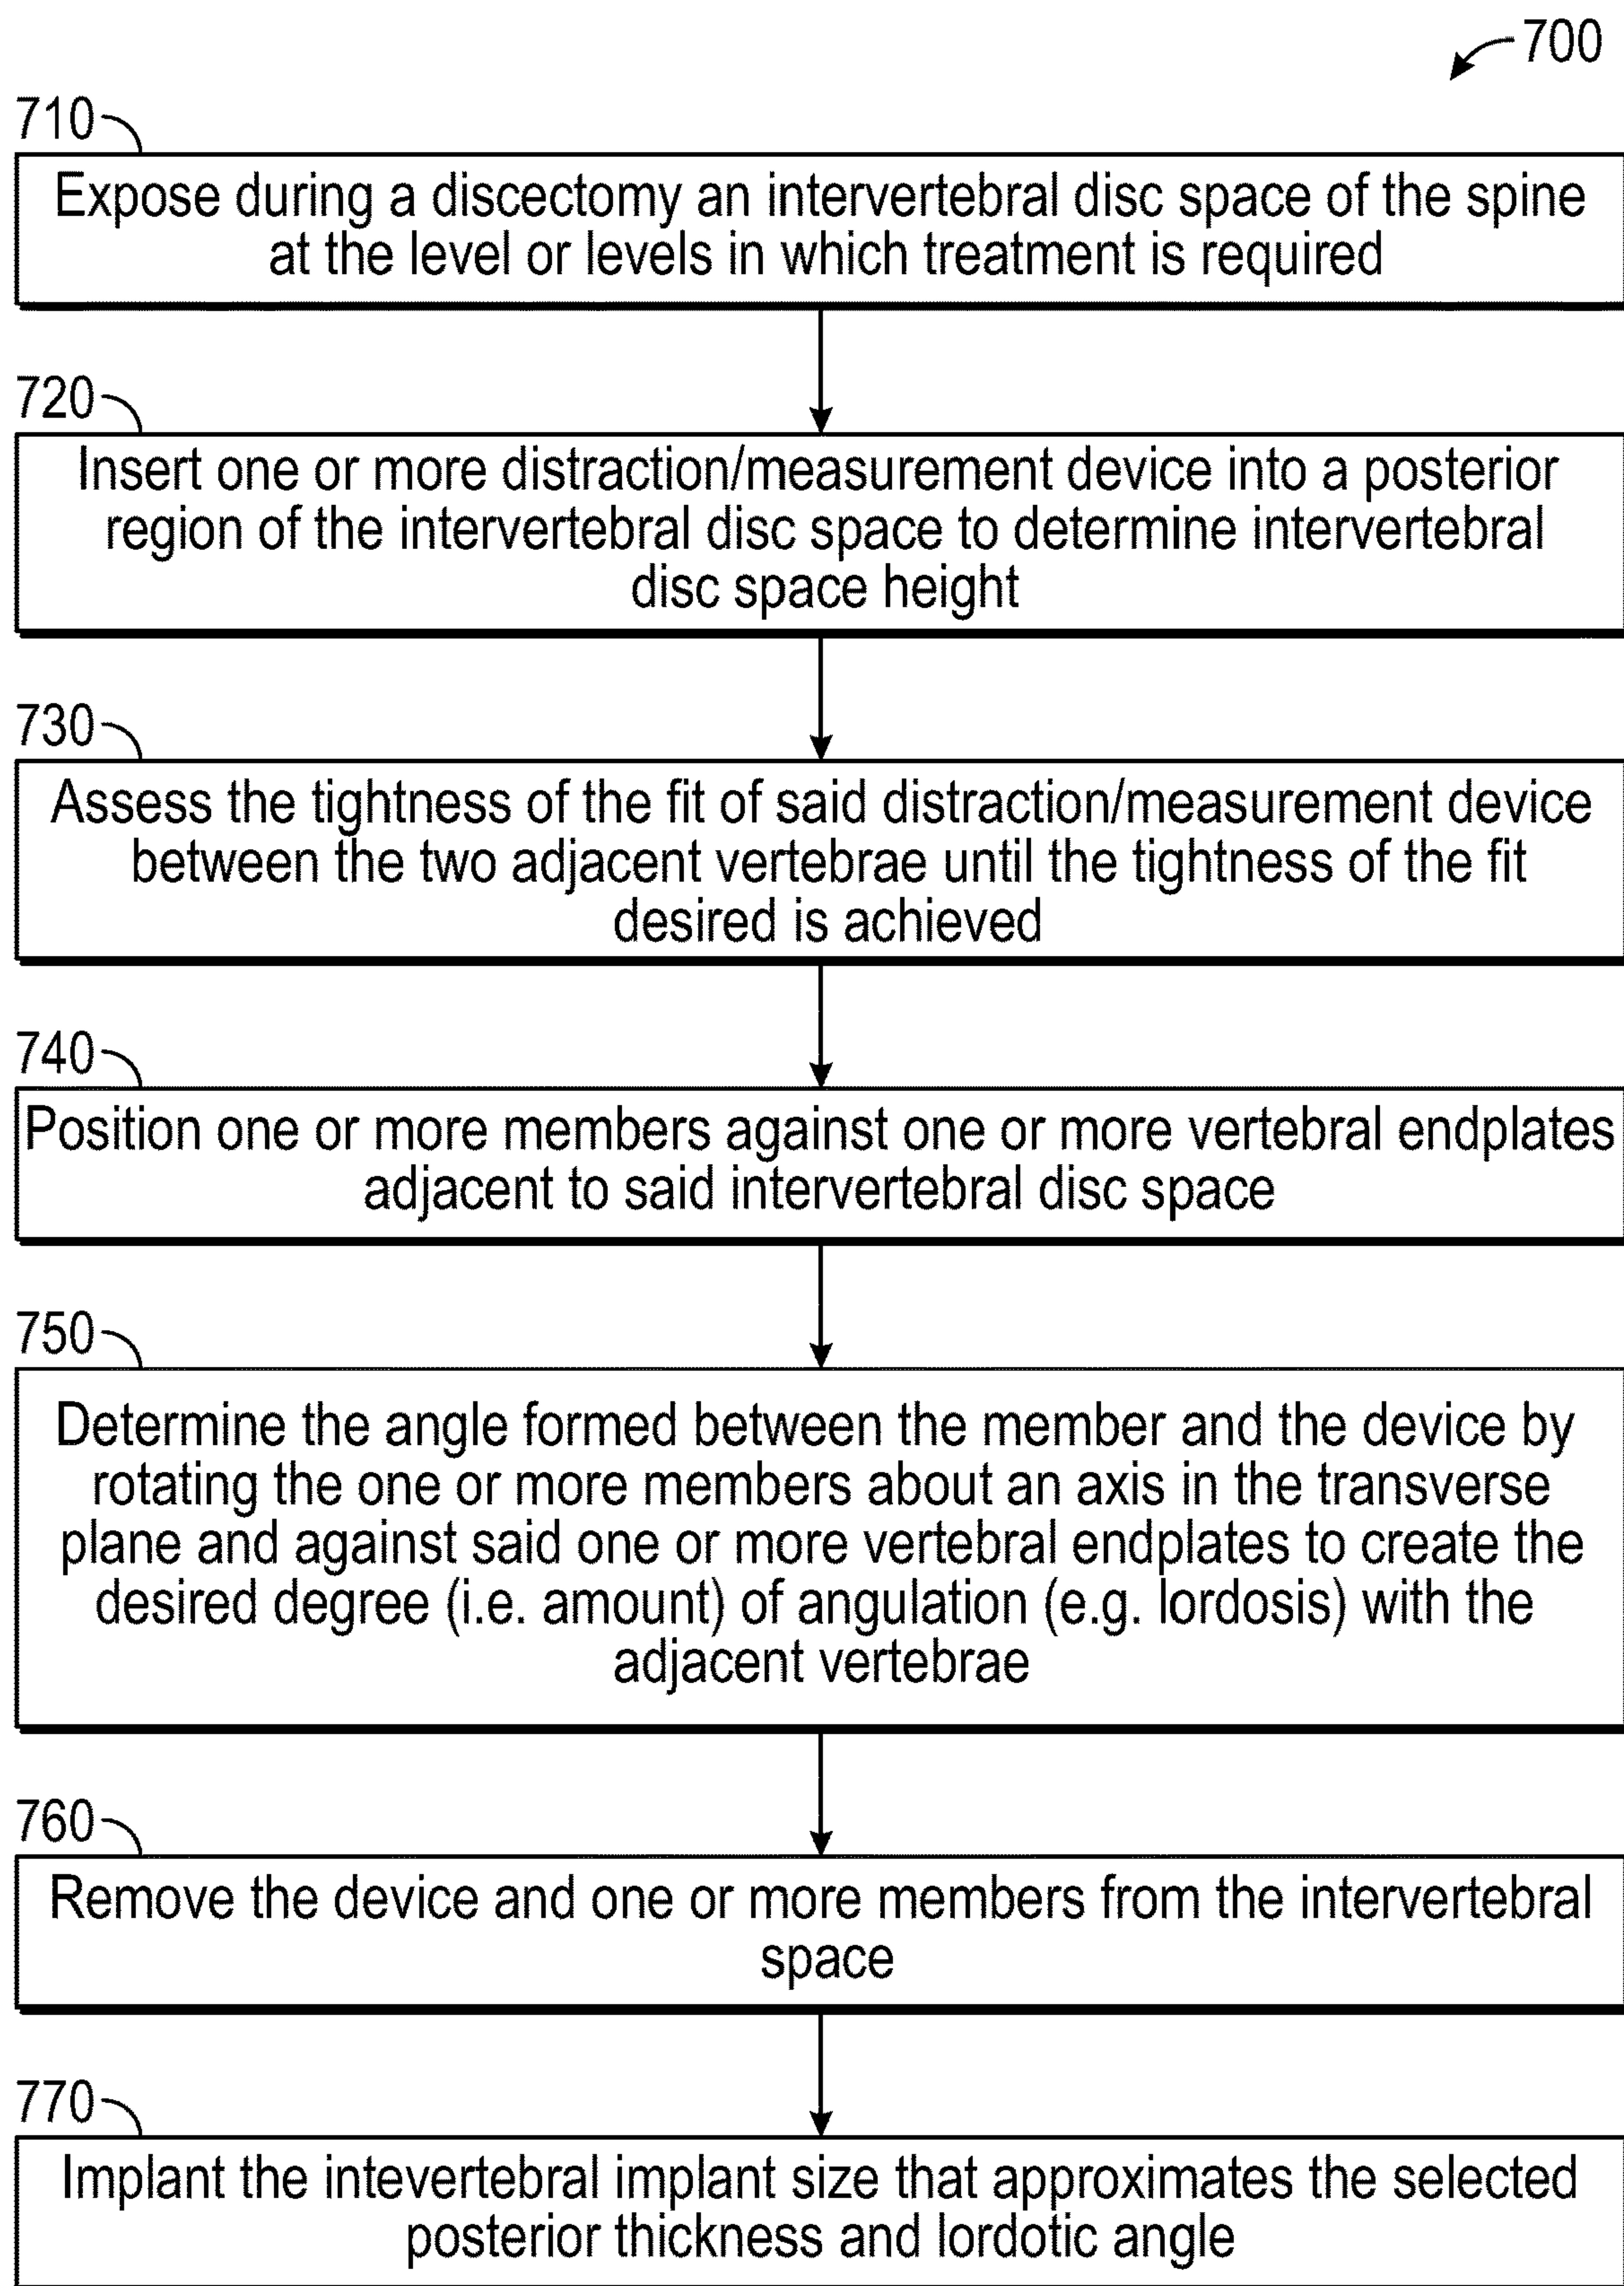 700
710
Expose during a discectomy an intervertebral disc space of the spine
at the level or levels in which treatment is required
720
Insert one or more distraction/measurement device into a posterior
region of the intervertebral disc space to determine intervertebral
disc space height
730
Assess the tightness of the fit of said distraction/measurement device
between the two adjacent vertebrae until the tightness of the fit
desired is achieved
740
Position one or more members against one or more vertebral endplates
adjacent to said intervertebral disc space
750
Determine the angle formed between the member and the device by
rotating the one or more members about an axis in the transverse
plane and against said one or more vertebral endplates to create the
desired degree (i.e. amount) of angulation (e.g. lordosis) with the
adjacent vertebrae
760
Remove the device and one or more members from the intervertebral
space
770
Implant the intevertebral implant size that approximates the selected
posterior thickness and lordotic angle